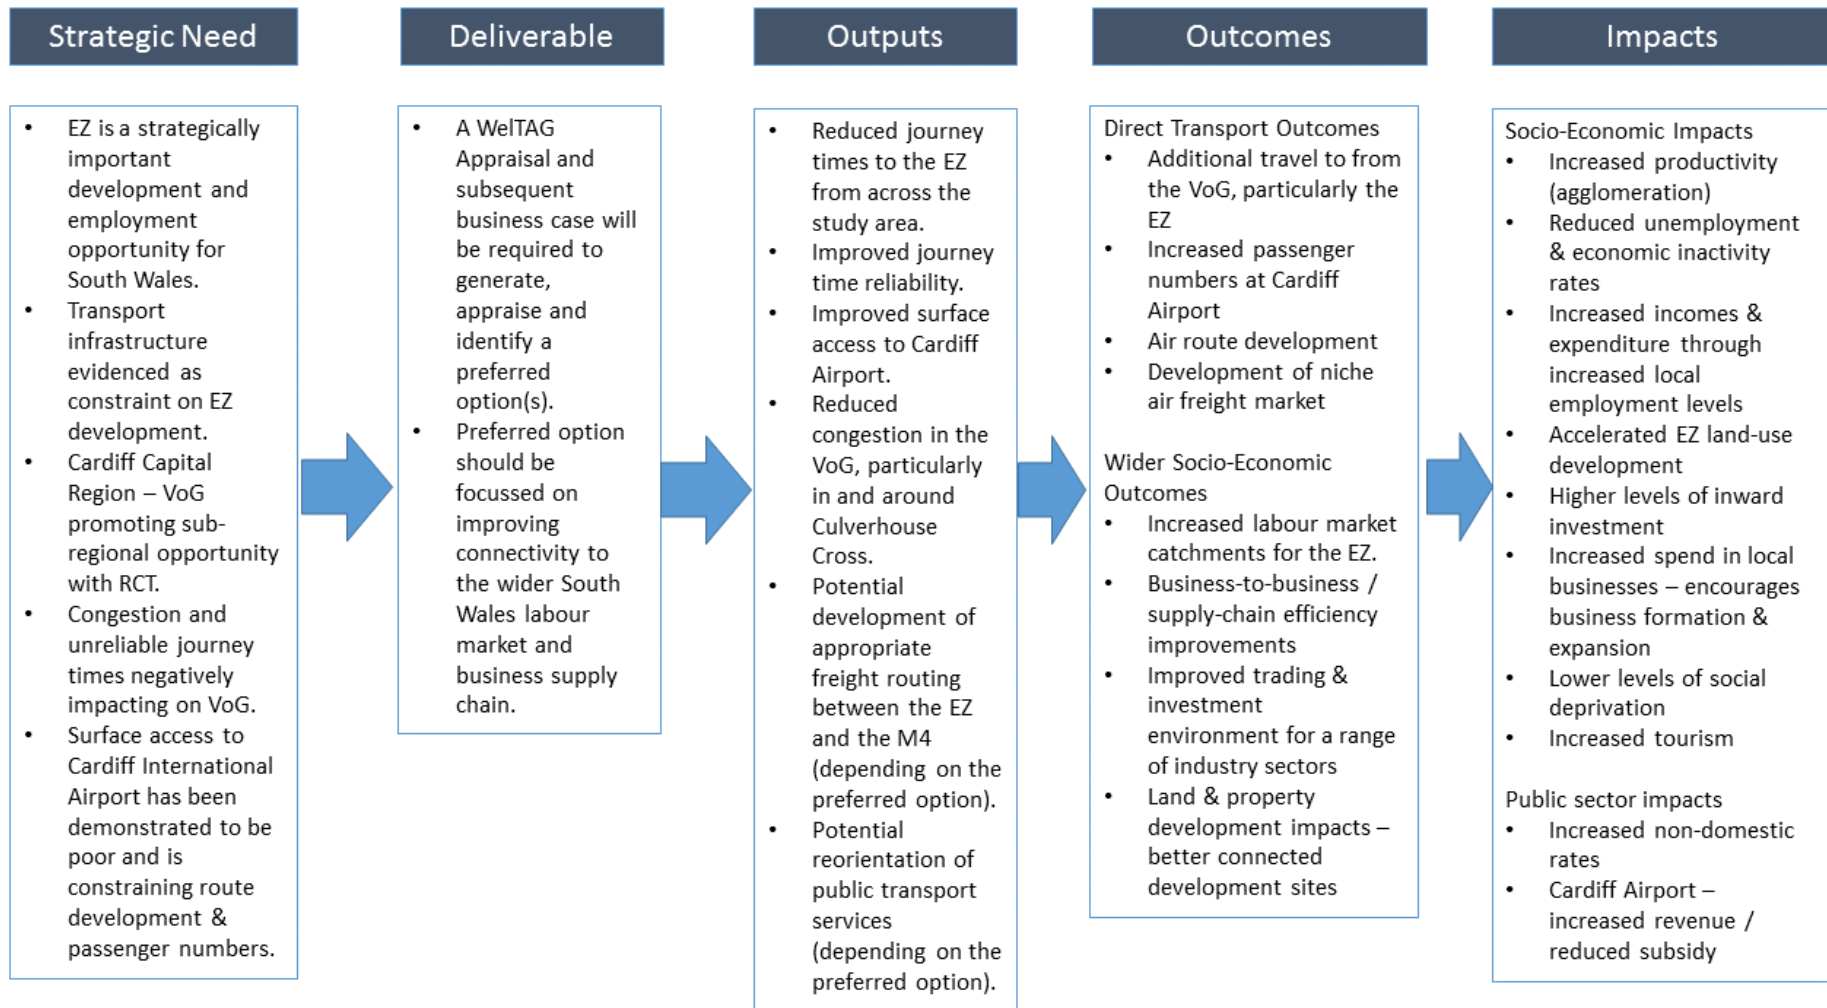 Strategic Need
Deliverable
Outputs
Outcomes
Impacts
• EZ is a strategically
important
development and
employment
opportunity for
South Wales.
• Transport
infrastructure
evidenced as
constraint on EZ
development.
• Cardiff Capital
Region – VoG
promoting sub-
regional opportunity
with RCT.
• Congestion and
unreliable journey
times negatively
impacting on VoG.
• Surface access to
Cardiff International
Airport has been
demonstrated to be
poor and is
constraining route
development &
passenger numbers.
• A WelTAG
Appraisal and
subsequent
business case will
be required to
generate,
appraise and
identify a
preferred
option(s).
• Preferred option
should be
focussed on
improving
connectivity to
the wider South
Wales labour
market and
business supply
chain.
• Reduced journey
times to the EZ
from across the
study area.
• Improved journey
time reliability.
• Improved surface
access to Cardiff
Airport.
• Reduced
congestion in the
VoG, particularly
in and around
Culverhouse
Cross.
• Potential
development of
appropriate
freight routing
between the EZ
and the M4
(depending on the
preferred option).
• Potential
reorientation of
public transport
services
(depending on the
preferred option).
Direct Transport Outcomes
• Additional travel to from
the VoG, particularly the
EZ
• Increased passenger
numbers at Cardiff
Airport
• Air route development
• Development of niche
air freight market
Wider Socio-Economic
Outcomes
• Increased labour market
catchments for the EZ.
• Business-to-business /
supply-chain efficiency
improvements
• Improved trading &
investment
environment for a range
of industry sectors
• Land & property
development impacts –
better connected
development sites
Socio-Economic Impacts
• Increased productivity
(agglomeration)
• Reduced unemployment
& economic inactivity
rates
• Increased incomes &
expenditure through
increased local
employment levels
• Accelerated EZ land-use
development
• Higher levels of inward
investment
• Increased spend in local
businesses – encourages
business formation &
expansion
• Lower levels of social
deprivation
• Increased tourism
Public sector impacts
• Increased non-domestic
rates
• Cardiff Airport –
increased revenue /
reduced subsidy